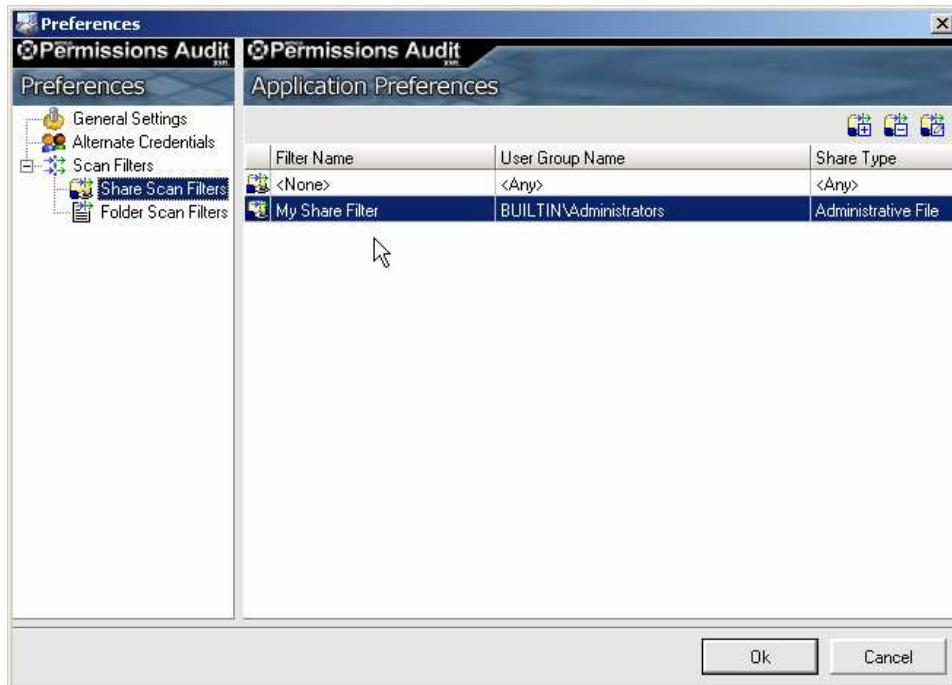 Preferences
Permissions Audit
Permissions Audit
Preferences
Application Preferences
General Settings
Alternate Credentials
Scan Filters
Share Scan Filters
Folder Scan Filters
Filter Name User Group Name Share Type
<None> <Any> <Any>
My Share Filter BUILTIN\Administrators Administrative File
Ok Cancel